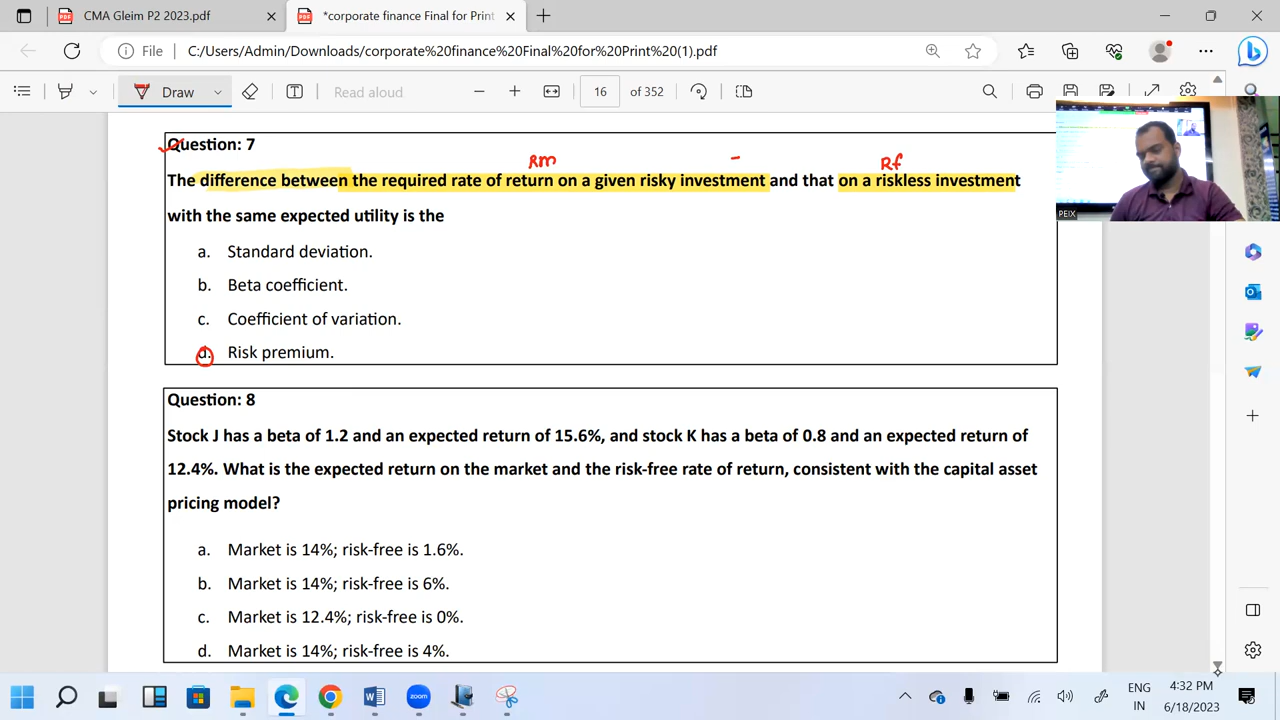 CMA Gleim P2 2023.pdf
*corporate finance Final for Print
File
C:/Users/Admin/Downloads/corporate%20finance%20Final%20for%20Print%20(1).pdf
Draw
Read aloud
16
of 352
Question: 7
Rm - Rf
The difference between the required rate of return on a given risky investment and that on a riskless investment
with the same expected utility is the
a. Standard deviation.
b. Beta coefficient.
c. Coefficient of variation.
d. Risk premium.
Question: 8
Stock J has a beta of 1.2 and an expected return of 15.6%, and stock K has a beta of 0.8 and an expected return of
12.4%. What is the expected return on the market and the risk-free rate of return, consistent with the capital asset
pricing model?
a. Market is 14%; risk-free is 1.6%.
b. Market is 14%; risk-free is 6%.
c. Market is 12.4%; risk-free is 0%.
d. Market is 14%; risk-free is 4%.
PEIX
zoom
ENG
IN
4:32 PM
6/18/2023